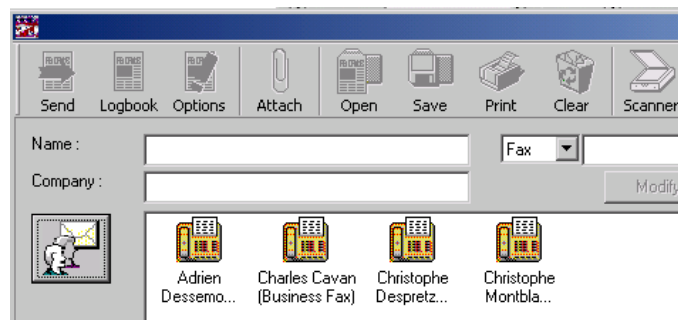 Send Logbook Options Attach Open Save Print Clear Scanner
Name :
Fax
Company :
Modify
Adrien Charles Cavan Christophe Christophe
Dessemo... (Business Fax) Despretz... Montbla...